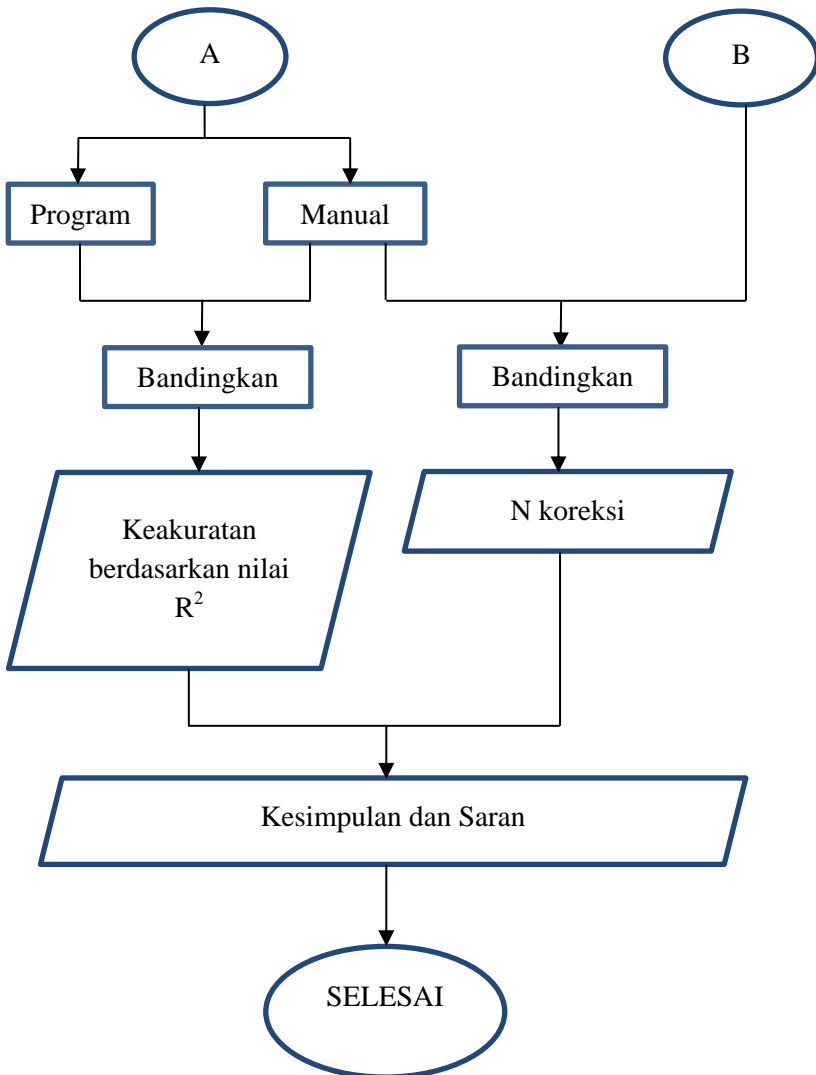 A
B
Program
Manual
Bandingkan
Bandingkan
Keakuratan
berdasarkan nilai
R²
N koreksi
Kesimpulan dan Saran
SELESAI